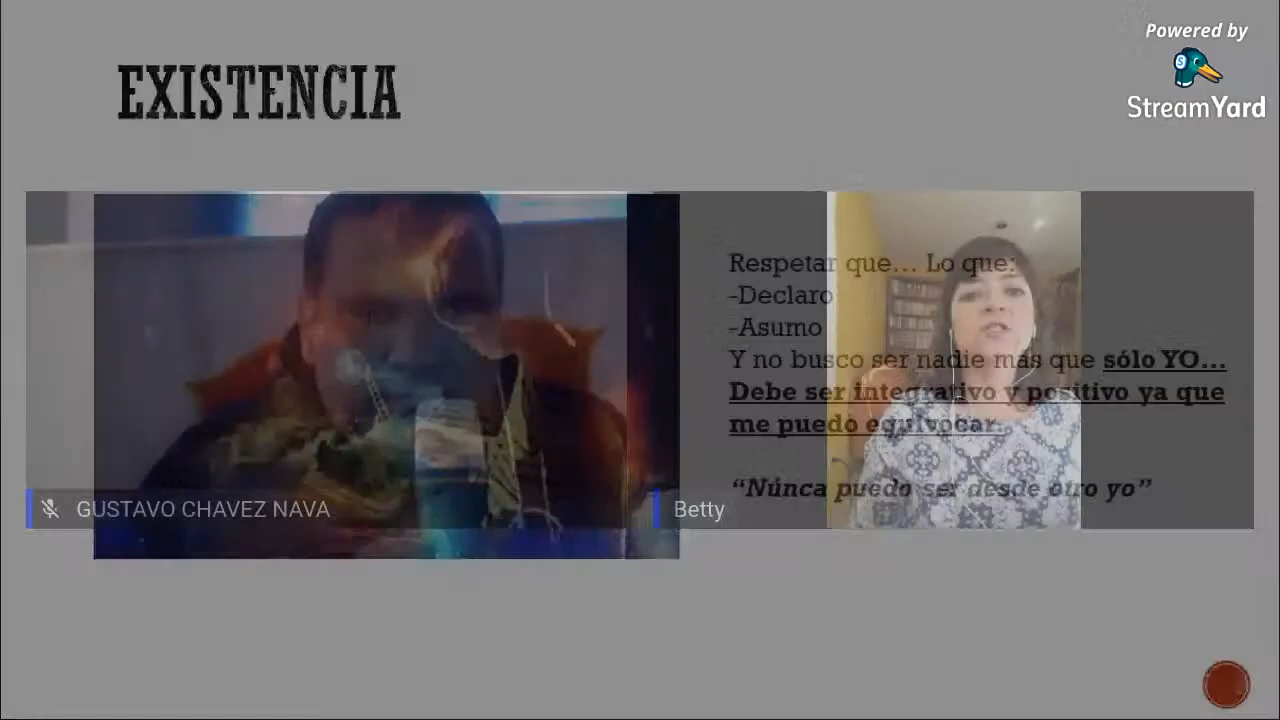 Powered by
StreamYard
EXISTENCIA
Respetar que... Lo que:
-Declaro
-Asumo
Y no busco ser nadie más que sólo YO...
Debe ser integrativo y positivo ya que
me puedo equivocar.
“Núnca puedo ser desde otro yo”
GUSTAVO CHAVEZ NAVA
Betty